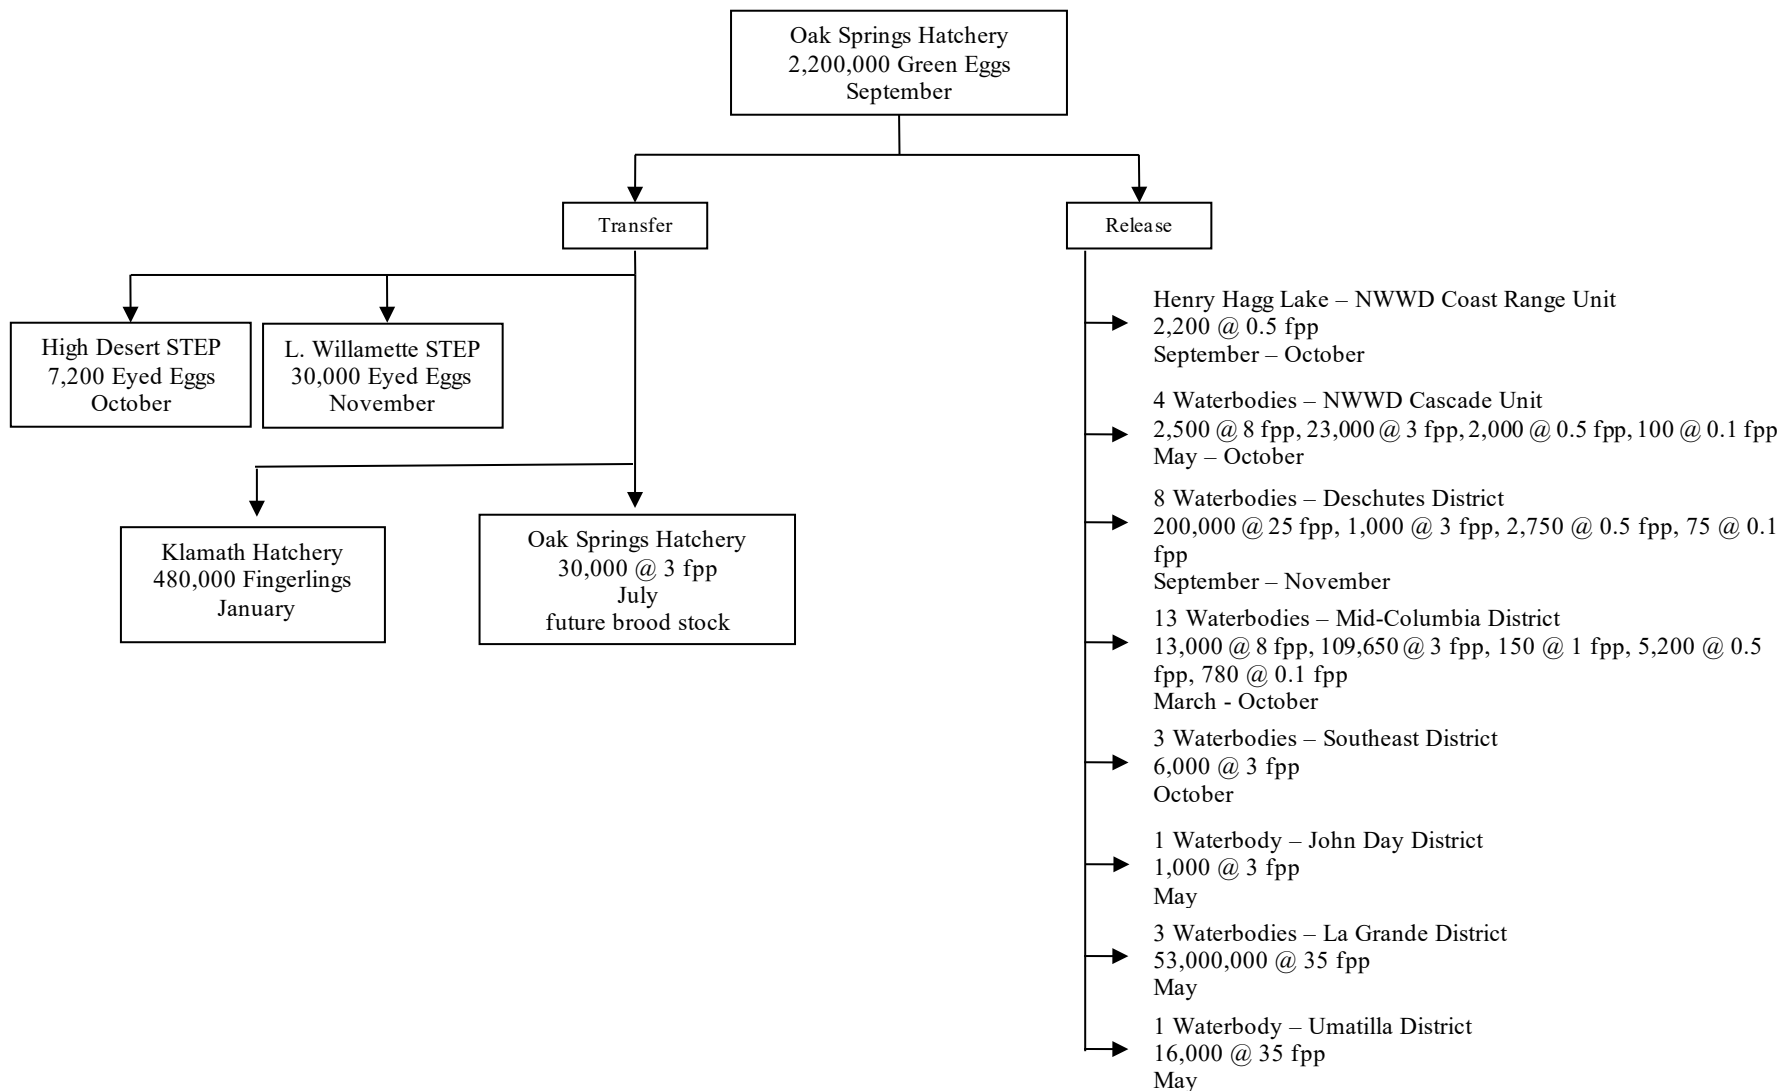 Oak Springs Hatchery
2,200,000 Green Eggs
September
Transfer
Release
High Desert STEP
7,200 Eyed Eggs
October
L. Willamette STEP
30,000 Eyed Eggs
November
Klamath Hatchery
480,000 Fingerlings
January
Oak Springs Hatchery
30,000 @ 3 fpp
July
future brood stock
Henry Hagg Lake – NWWD Coast Range Unit
2,200 @ 0.5 fpp
September – October
4 Waterbodies – NWWD Cascade Unit
2,500 @ 8 fpp, 23,000 @ 3 fpp, 2,000 @ 0.5 fpp, 100 @ 0.1 fpp
May – October
8 Waterbodies – Deschutes District
200,000 @ 25 fpp, 1,000 @ 3 fpp, 2,750 @ 0.5 fpp, 75 @ 0.1
fpp
September – November
13 Waterbodies – Mid-Columbia District
13,000 @ 8 fpp, 109,650 @ 3 fpp, 150 @ 1 fpp, 5,200 @ 0.5
fpp, 780 @ 0.1 fpp
March - October
3 Waterbodies – Southeast District
6,000 @ 3 fpp
October
1 Waterbody – John Day District
1,000 @ 3 fpp
May
3 Waterbodies – La Grande District
53,000,000 @ 35 fpp
May
1 Waterbody – Umatilla District
16,000 @ 35 fpp
May